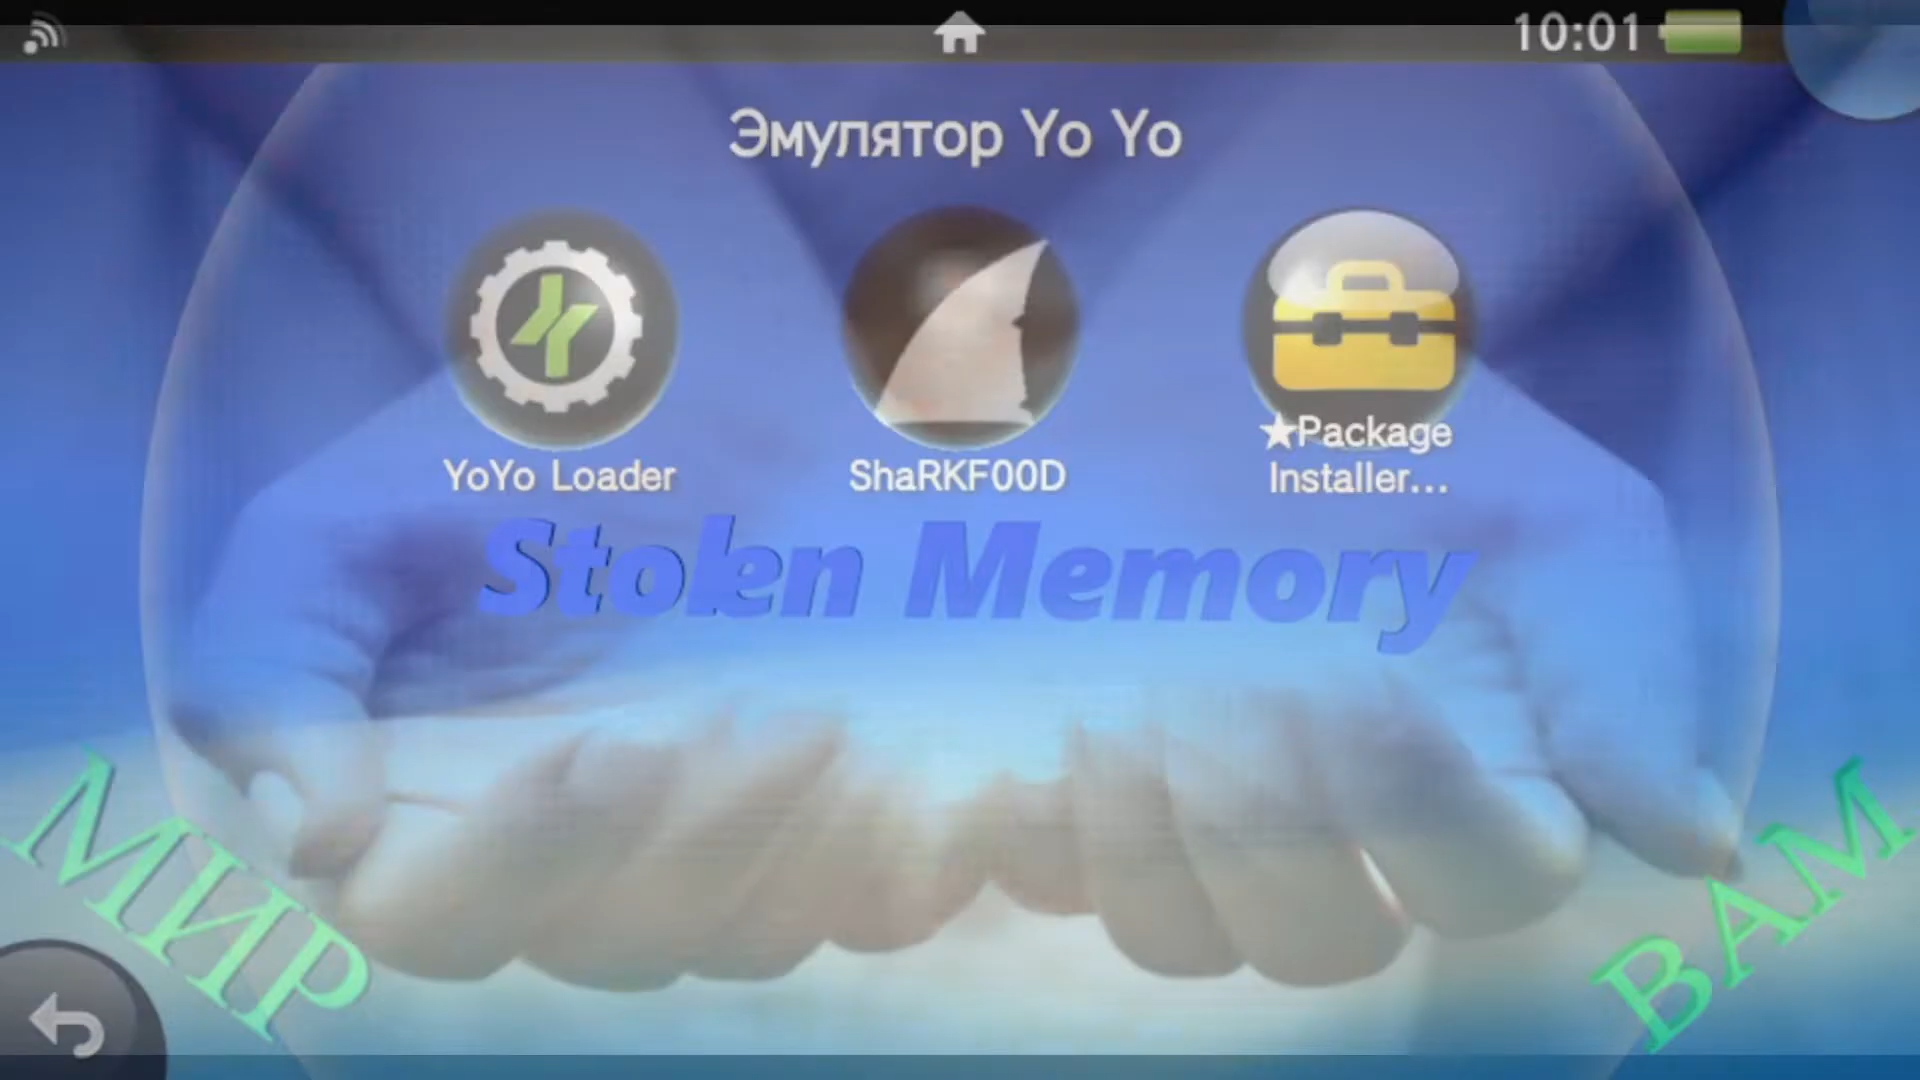 10:01
Эмулятор Yo Yo
YoYo Loader
ShaRKF00D
★Package
Installer...
Stolen Memory
МИР
ВАМ